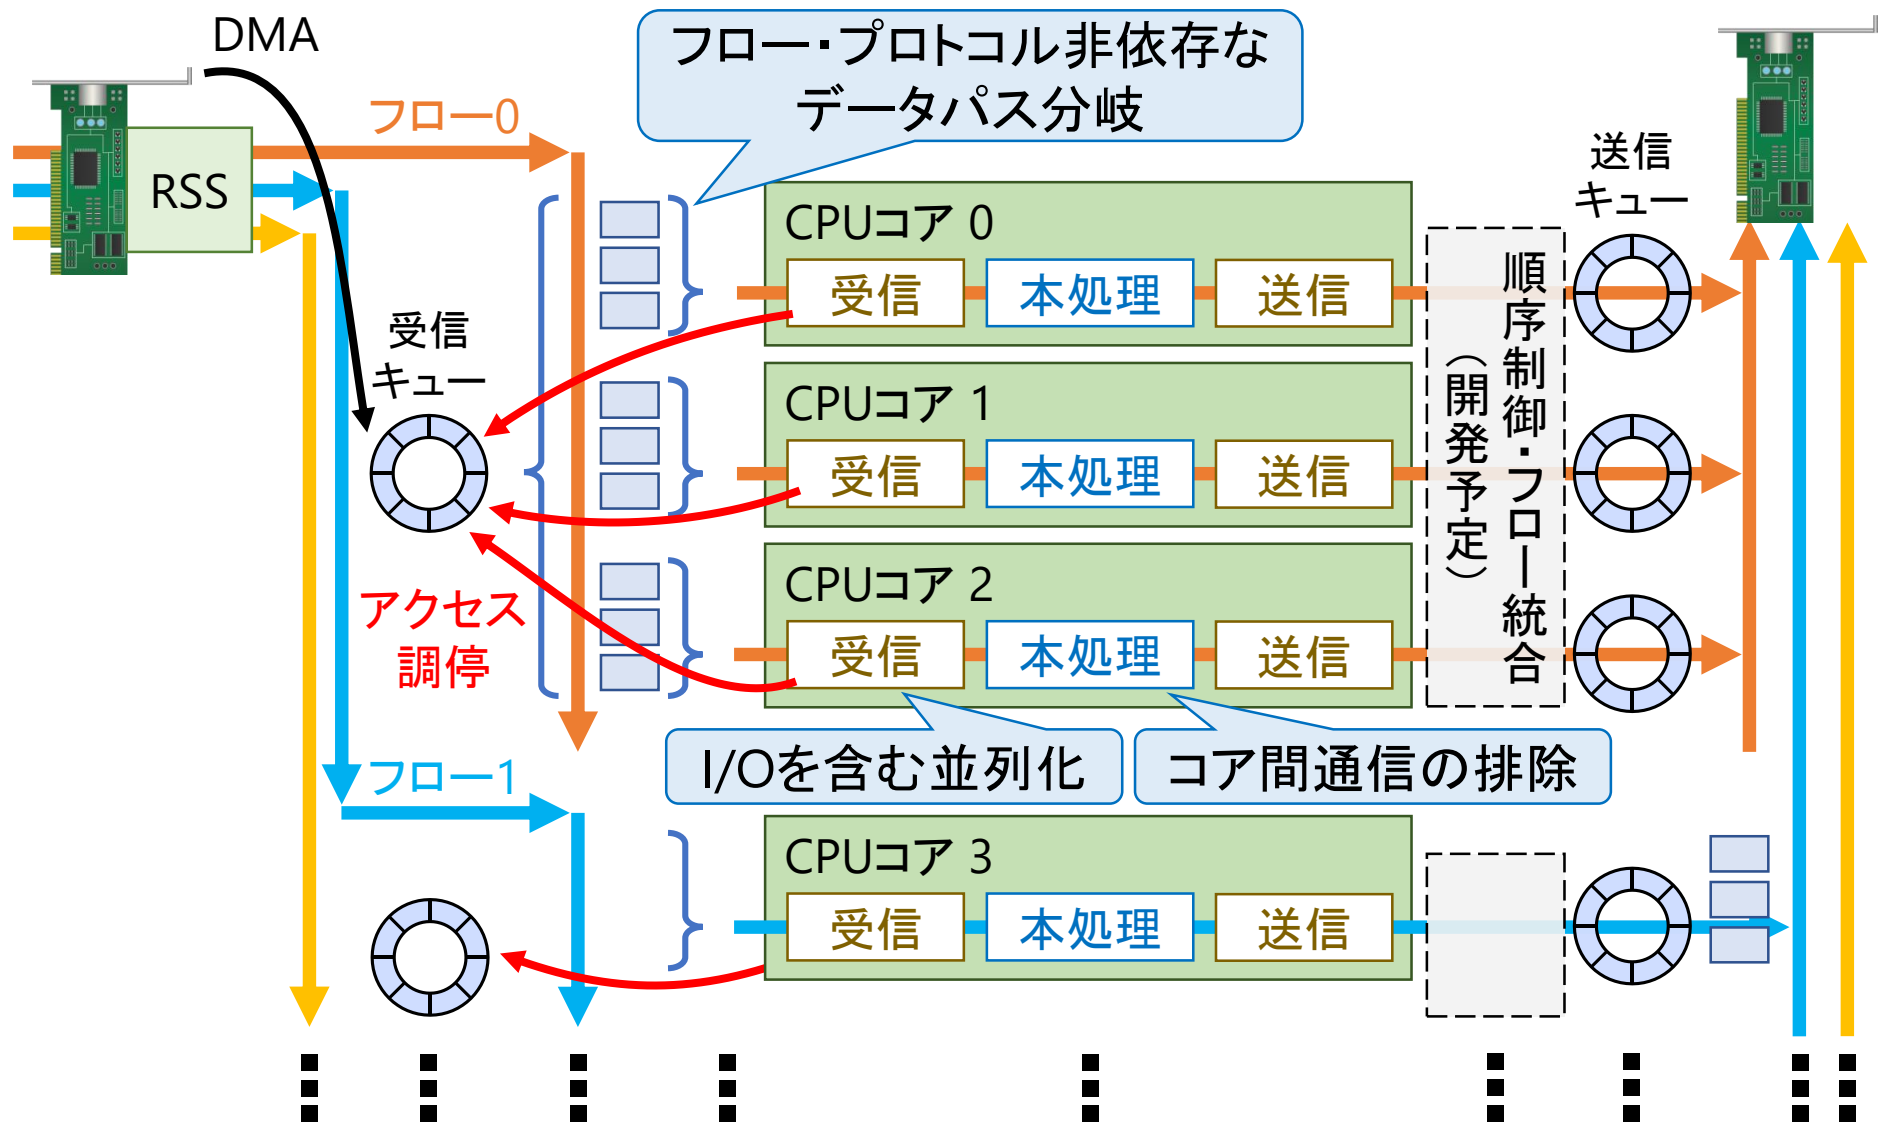 DMA
フロー・プロトコル非依存な
データパス分岐
フロー0
RSS
送信
キュー
CPUコア 0
受信
本処理
送信
受信
キュー
CPUコア 1
受信
本処理
送信
順序制御・フロー統合
（開発予定）
CPUコア 2
受信
本処理
送信
アクセス
調停
I/Oを含む並列化
コア間通信の排除
フロー1
CPUコア 3
受信
本処理
送信